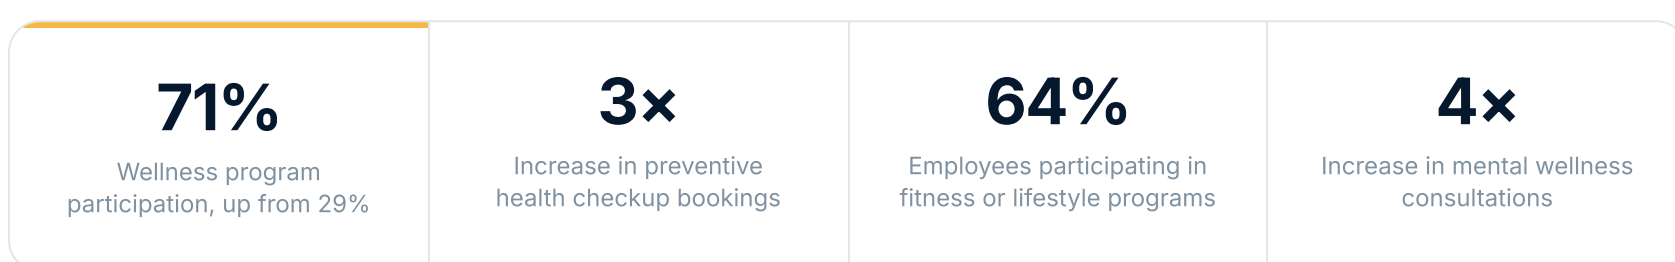 71%
Wellness program
participation, up from 29%
3×
Increase in preventive
health checkup bookings
64%
Employees participating in
fitness or lifestyle programs
4×
Increase in mental wellness
consultations